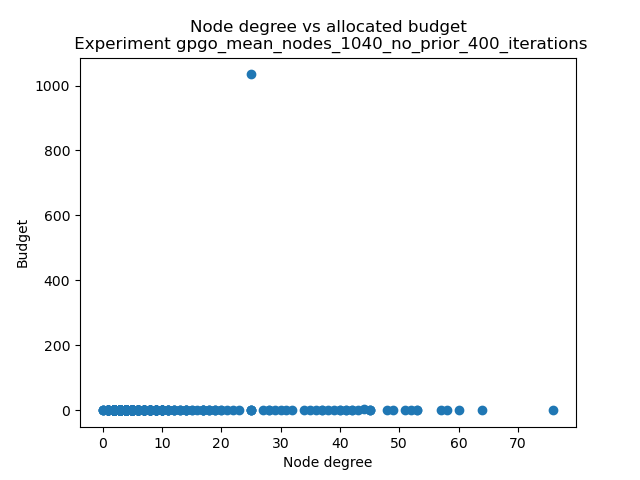 Node degree vs allocated budget
Experiment gpgo_mean_nodes_1040_no_prior_400_iterations
1000
800
600
400
200
0
Budget
0 10 20 30 40 50 60 70
Node degree